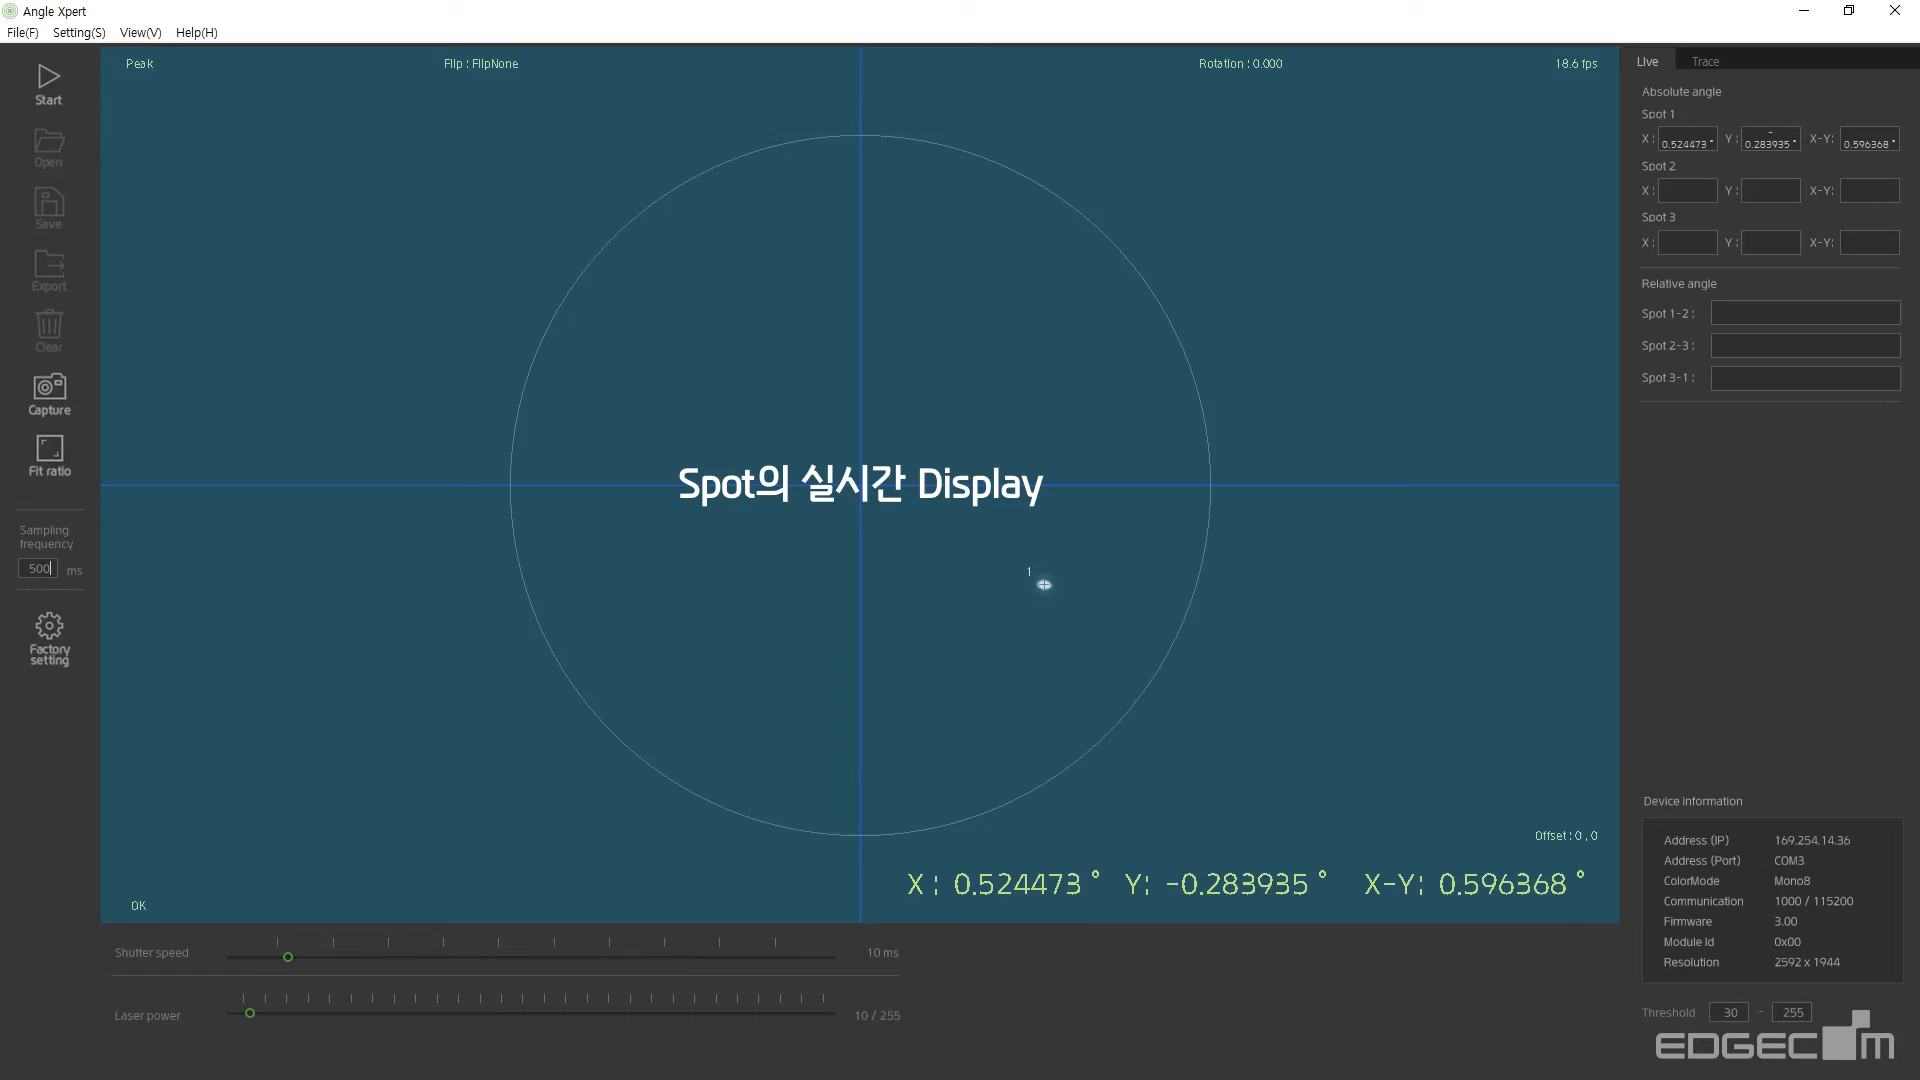 Angle Xpert
File(F) Setting(S) View(V) Help(H)
Start
Open
Save
Export
Clear
Capture
Fit ratio
Sampling
frequency
500 ms
Factory
setting
Peak Flip : FlipNone Rotation : 0.000 18.6 fps
Spot의 실시간 Display
1
Offset : 0 , 0
X : 0.524473 ° Y: -0.283935 ° X-Y: 0.596368 °
OK
Shutter speed 10 ms
Laser power 10 / 255
Live Trace
Absolute angle
Spot 1
X : 0.524473 ° Y : -0.283935 ° X-Y: 0.596368 °
Spot 2
X : Y : X-Y:
Spot 3
X : Y : X-Y:
Relative angle
Spot 1-2 :
Spot 2-3 :
Spot 3-1 :
Device information
Address (IP) 169.254.14.36
Address (Port) COM3
ColorMode Mono8
Communication 1000 / 115200
Firmware 3.00
Module Id 0x00
Resolution 2592 x 1944
Threshold 30 - 255
EDGECOM